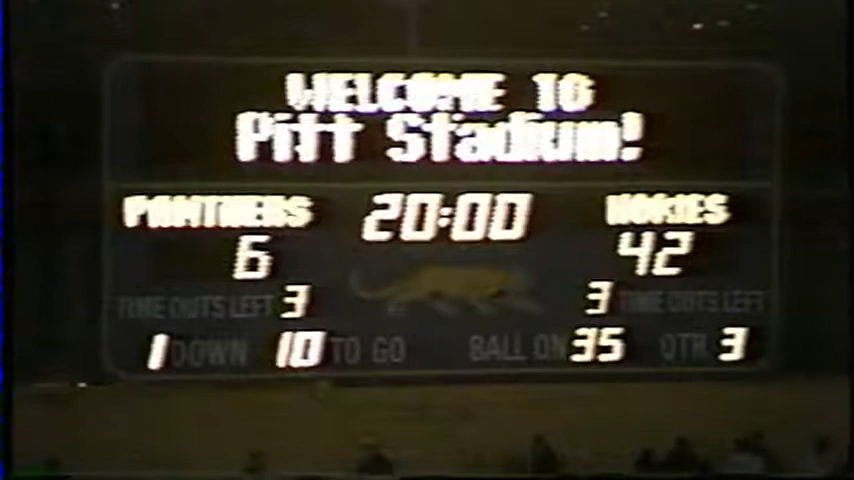 WELCOME TO
Pitt Stadium!
PANTHERS 20:00 HOKIES
6 42
TIME OUTS LEFT 3 3 TIME OUTS LEFT
1 DOWN 10 TO GO BALL ON 35 QTR 3